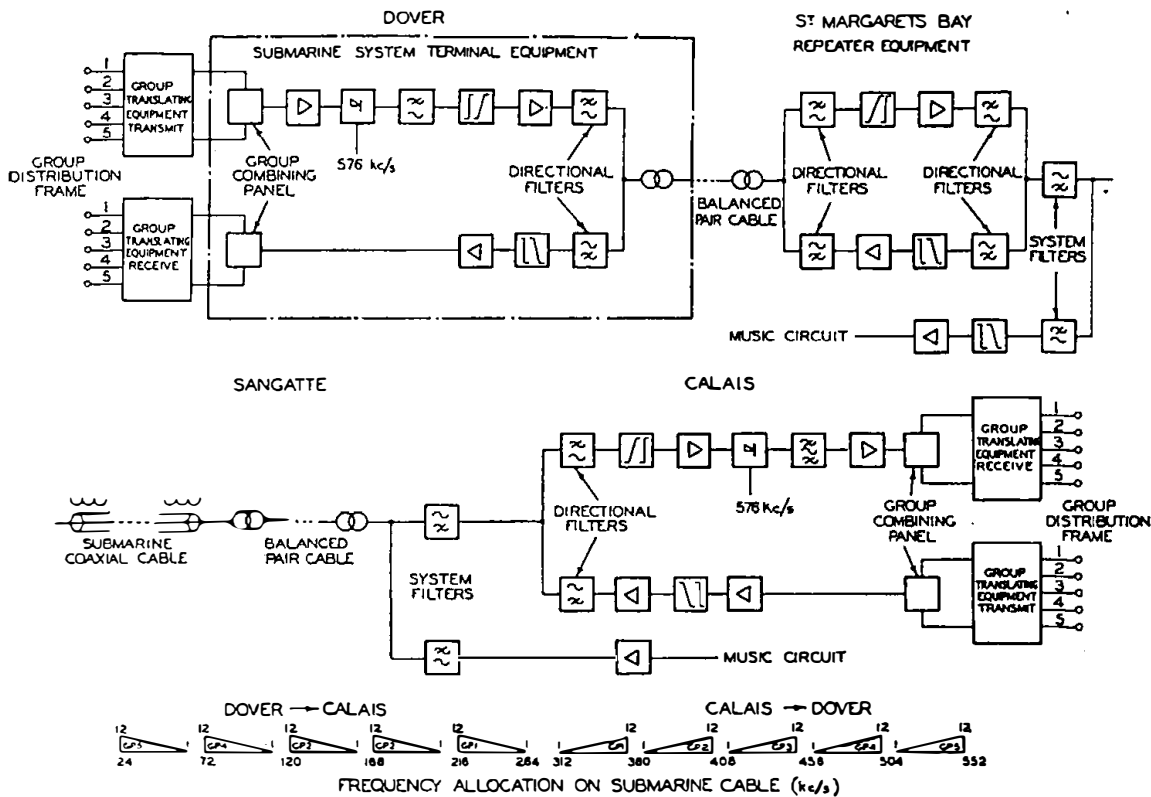 DOVER
SUBMARINE SYSTEM TERMINAL EQUIPMENT
Sᵀ MARGARETS BAY
REPEATER EQUIPMENT
1
2
3
4
5
GROUP
TRANSLATING
EQUIPMENT
TRANSMIT
576 kc/s
GROUP
DISTRIBUTION
FRAME
GROUP
COMBINING
PANEL
DIRECTIONAL
FILTERS
BALANCED
PAIR CABLE
DIRECTIONAL
FILTERS
DIRECTIONAL
FILTERS
SYSTEM
FILTERS
1
2
3
4
5
GROUP
TRANSLATING
EQUIPMENT
RECEIVE
MUSIC CIRCUIT
SANGATTE
CALAIS
GROUP
TRANSLATING
EQUIPMENT
RECEIVE
1
2
3
4
5
576 kc/s
SUBMARINE
COAXIAL CABLE
BALANCED
PAIR CABLE
SYSTEM
FILTERS
DIRECTIONAL
FILTERS
GROUP
COMBINING
PANEL
GROUP
DISTRIBUTION
FRAME
GROUP
TRANSLATING
EQUIPMENT
TRANSMIT
1
2
3
4
5
MUSIC CIRCUIT
DOVER → CALAIS
CALAIS → DOVER
12 1 12 1 12 1 12 1 12 1 1 12 1 12 1 12 1 12 1 12
GP4 GP2 GP1 GP1 GP2 GP3 GP4 GP5
24 72 120 168 216 264 312 360 408 456 504 552
FREQUENCY ALLOCATION ON SUBMARINE CABLE (kc/s)